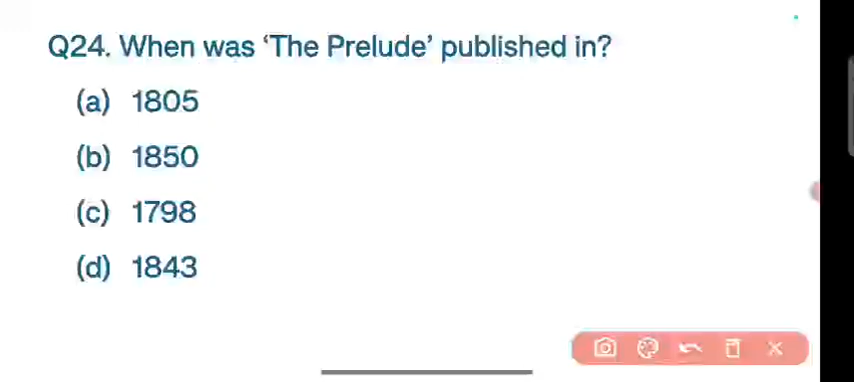 Q24. When was ‘The Prelude’ published in?
(a) 1805
(b) 1850
(c) 1798
(d) 1843